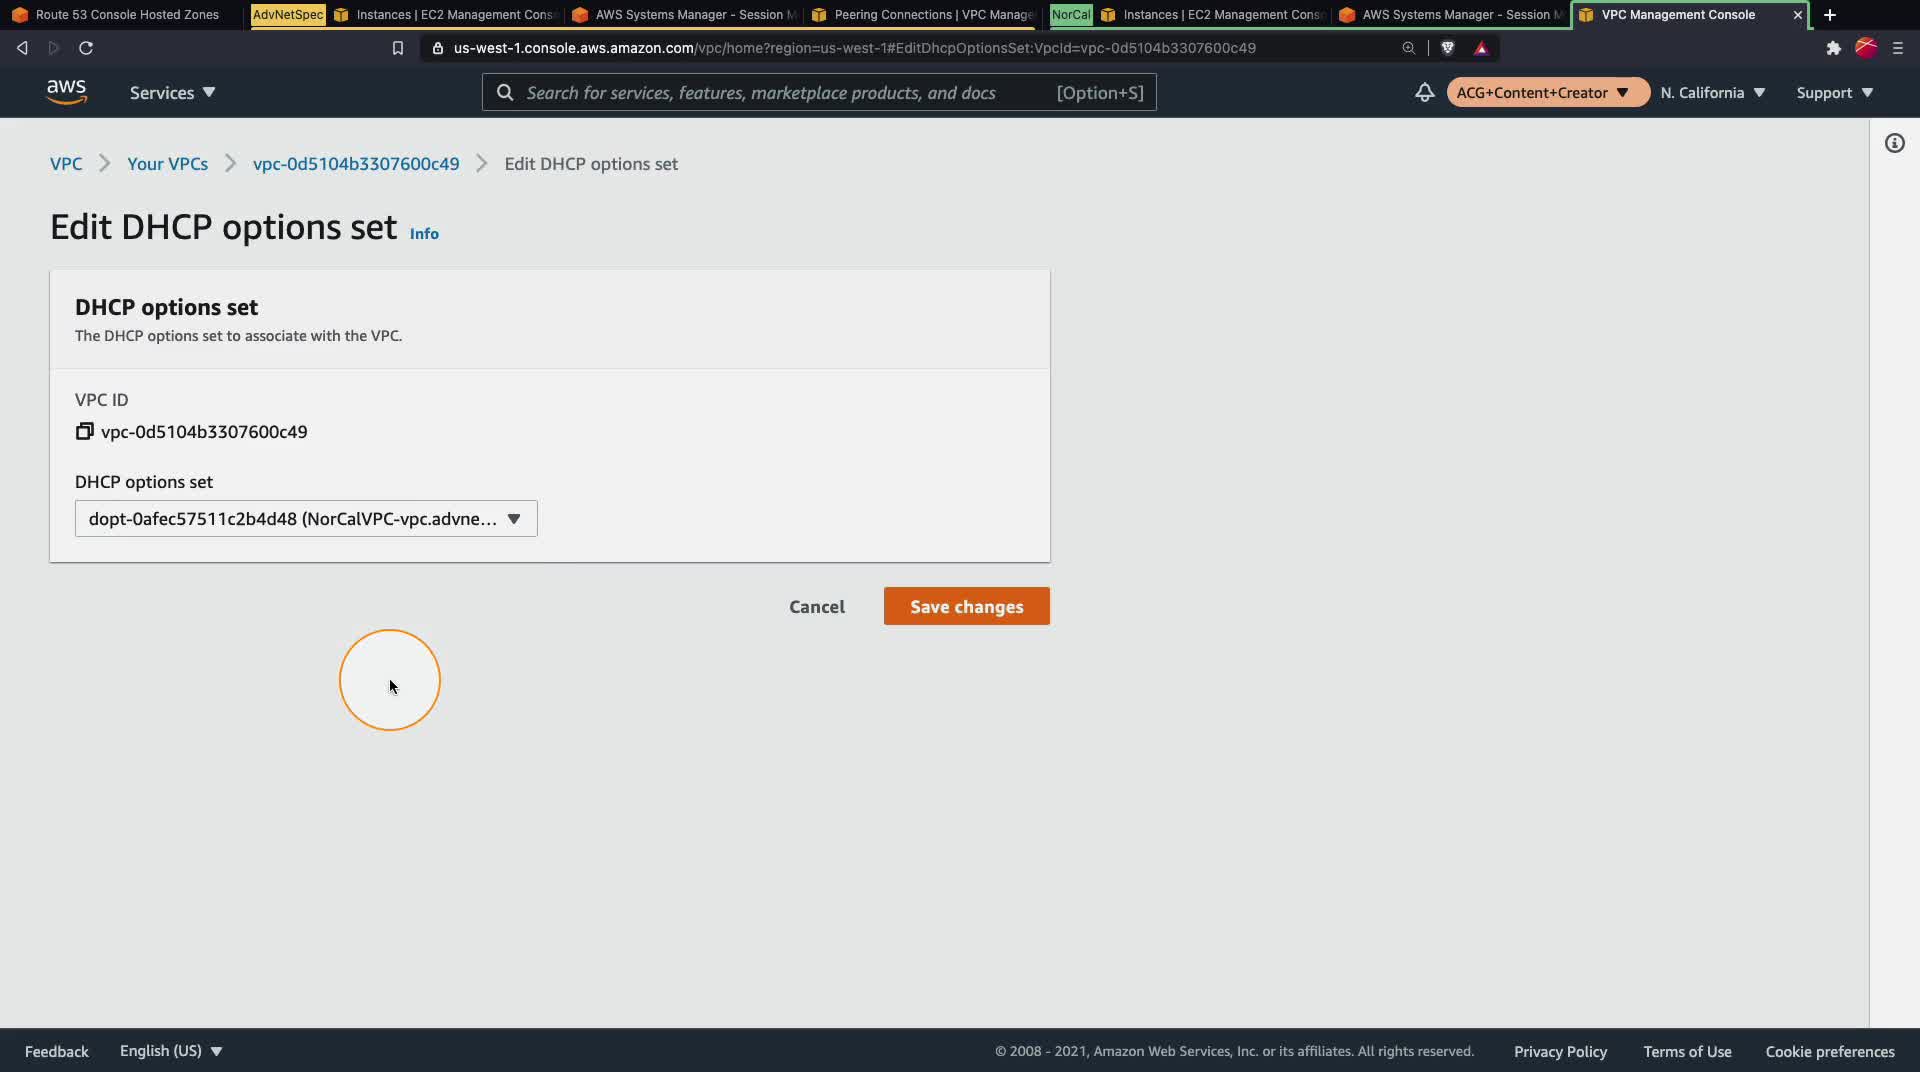 Route 53 Console Hosted Zones
AdvNetSpec
Instances | EC2 Management Cons
AWS Systems Manager - Session M
Peering Connections | VPC Manage
NorCal
Instances | EC2 Management Cons
AWS Systems Manager - Session M
VPC Management Console
us-west-1.console.aws.amazon.com/vpc/home?region=us-west-1#EditDhcpOptionsSet:VpcId=vpc-0d5104b3307600c49
aws
Services
Search for services, features, marketplace products, and docs
[Option+S]
ACG+Content+Creator
N. California
Support
VPC
Your VPCs
vpc-0d5104b3307600c49
Edit DHCP options set
Edit DHCP options set
Info
DHCP options set
The DHCP options set to associate with the VPC.
VPC ID
vpc-0d5104b3307600c49
DHCP options set
dopt-0afec57511c2b4d48 (NorCalVPC-vpc.advne...
Cancel
Save changes
Feedback
English (US)
© 2008 - 2021, Amazon Web Services, Inc. or its affiliates. All rights reserved.
Privacy Policy
Terms of Use
Cookie preferences